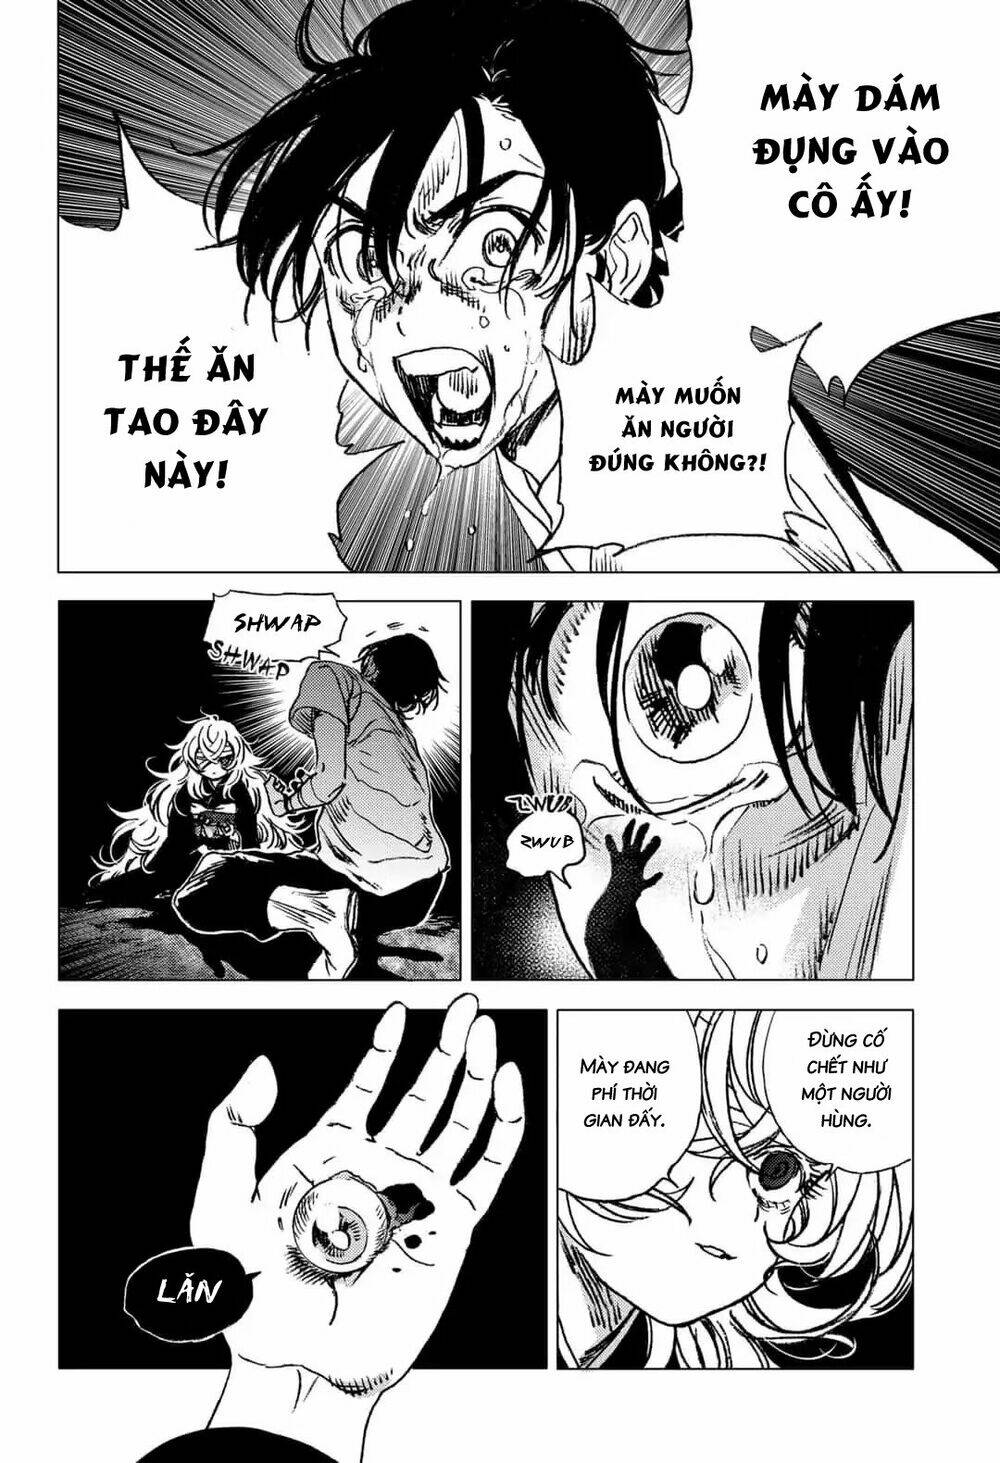 MÀY DÁM
ĐỤNG VÀO
CÔ ẤY!
MÀY MUỐN
ĂN NGƯỜI
ĐÚNG KHÔNG?!
THẾ ĂN
TAO ĐÂY
NÀY!
SHWAP
SHWAP
ZWUB
ZWUB
ĐỪNG CỐ
CHẾT NHƯ
MỘT NGƯỜI
HÙNG.
MÀY ĐANG
PHÍ THỜI
GIAN ĐẤY.
LĂN